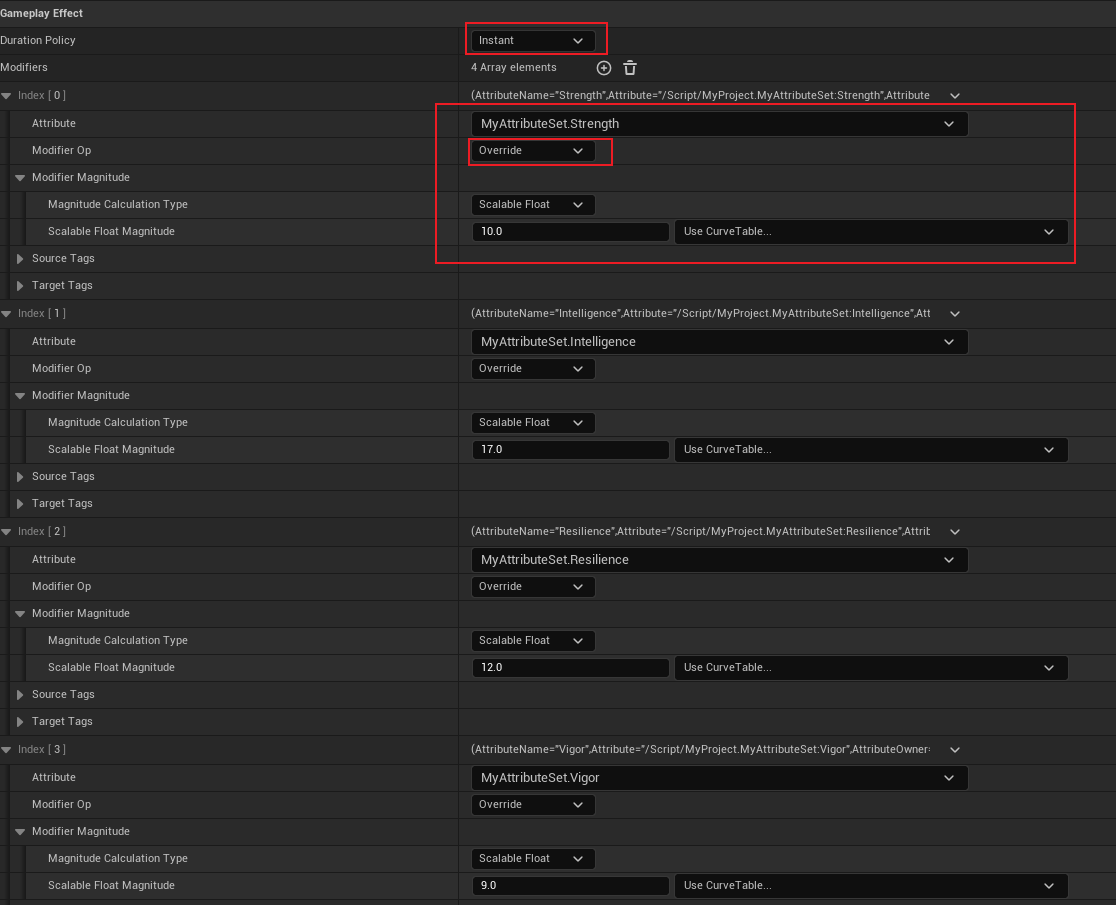 Gameplay Effect
Duration Policy Instant
Modifiers 4 Array elements
Index [ 0 ] (AttributeName="Strength",Attribute="/Script/MyProject.MyAttributeSet:Strength",Attribute
Attribute MyAttributeSet.Strength
Modifier Op Override
Modifier Magnitude
Magnitude Calculation Type Scalable Float
Scalable Float Magnitude 10.0 Use CurveTable...
Source Tags
Target Tags
Index [ 1 ] (AttributeName="Intelligence",Attribute="/Script/MyProject.MyAttributeSet:Intelligence",Att
Attribute MyAttributeSet.Intelligence
Modifier Op Override
Modifier Magnitude
Magnitude Calculation Type Scalable Float
Scalable Float Magnitude 17.0 Use CurveTable...
Source Tags
Target Tags
Index [ 2 ] (AttributeName="Resilience",Attribute="/Script/MyProject.MyAttributeSet:Resilience",Attrib
Attribute MyAttributeSet.Resilience
Modifier Op Override
Modifier Magnitude
Magnitude Calculation Type Scalable Float
Scalable Float Magnitude 12.0 Use CurveTable...
Source Tags
Target Tags
Index [ 3 ] (AttributeName="Vigor",Attribute="/Script/MyProject.MyAttributeSet:Vigor",AttributeOwner=
Attribute MyAttributeSet.Vigor
Modifier Op Override
Modifier Magnitude
Magnitude Calculation Type Scalable Float
Scalable Float Magnitude 9.0 Use CurveTable...